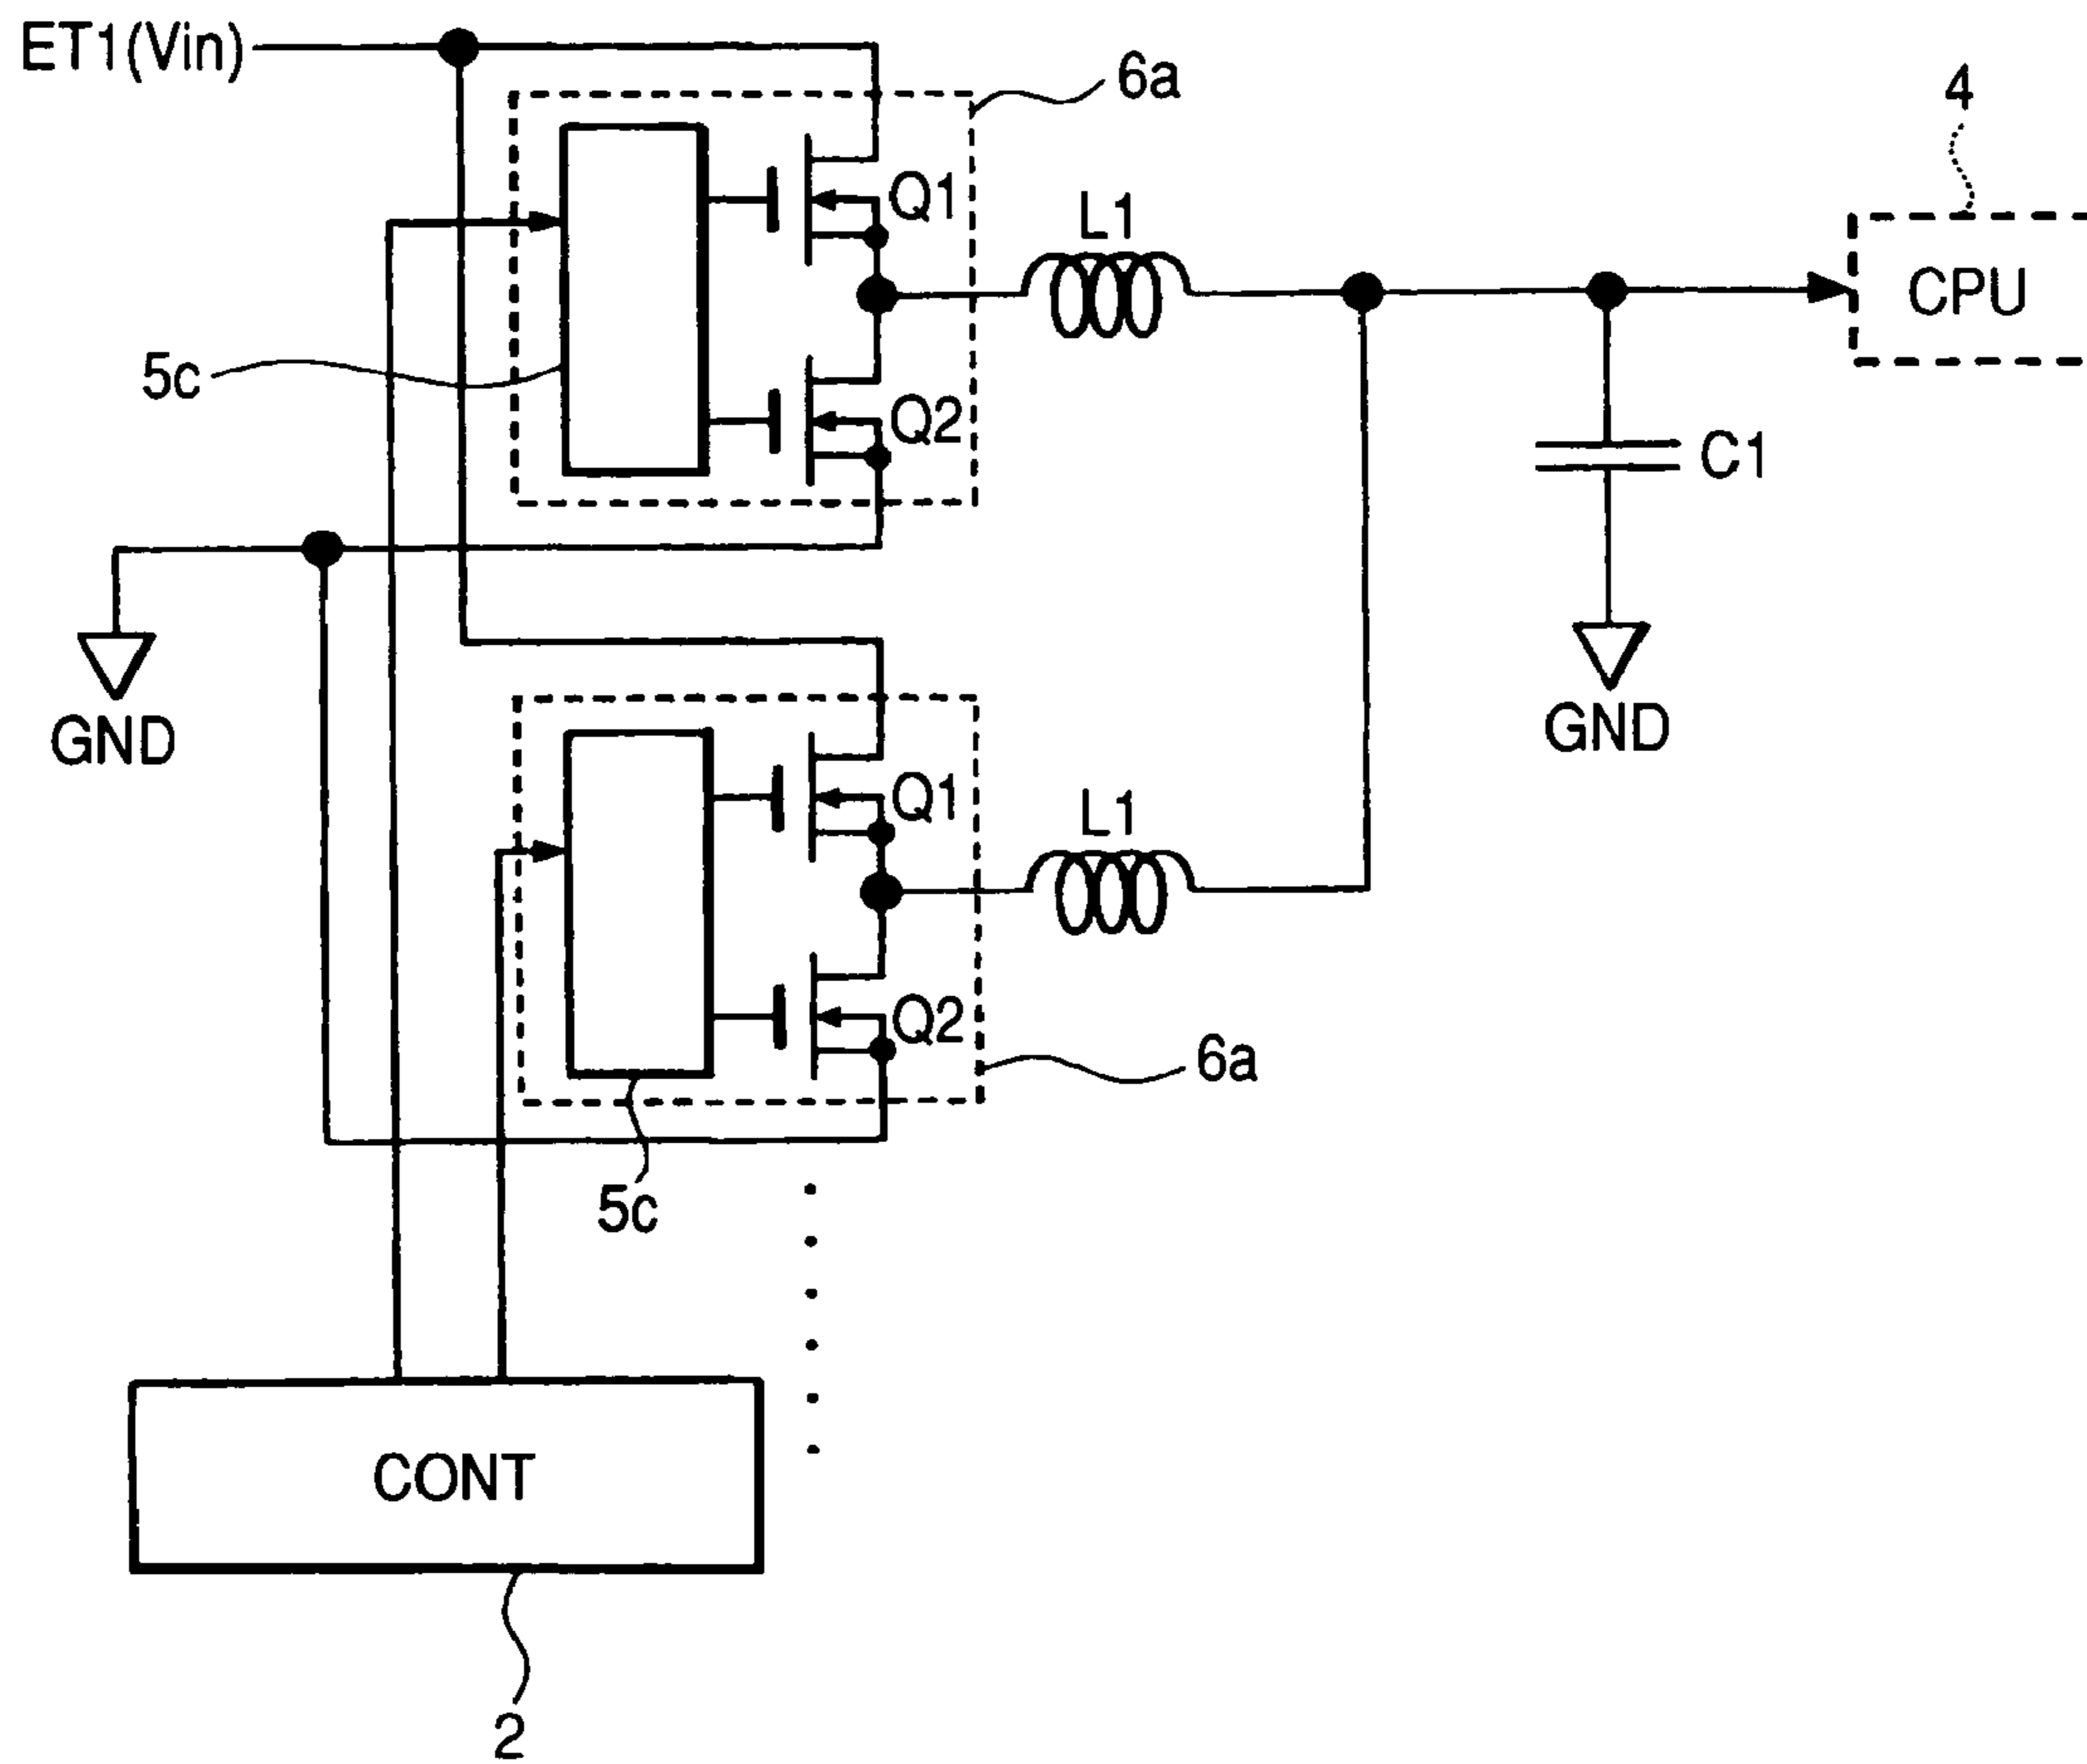 ET1(Vin)
6a
4
Q1
L1
CPU
5c
Q2
C1
GND
GND
Q1
L1
Q2
6a
5c
CONT
2